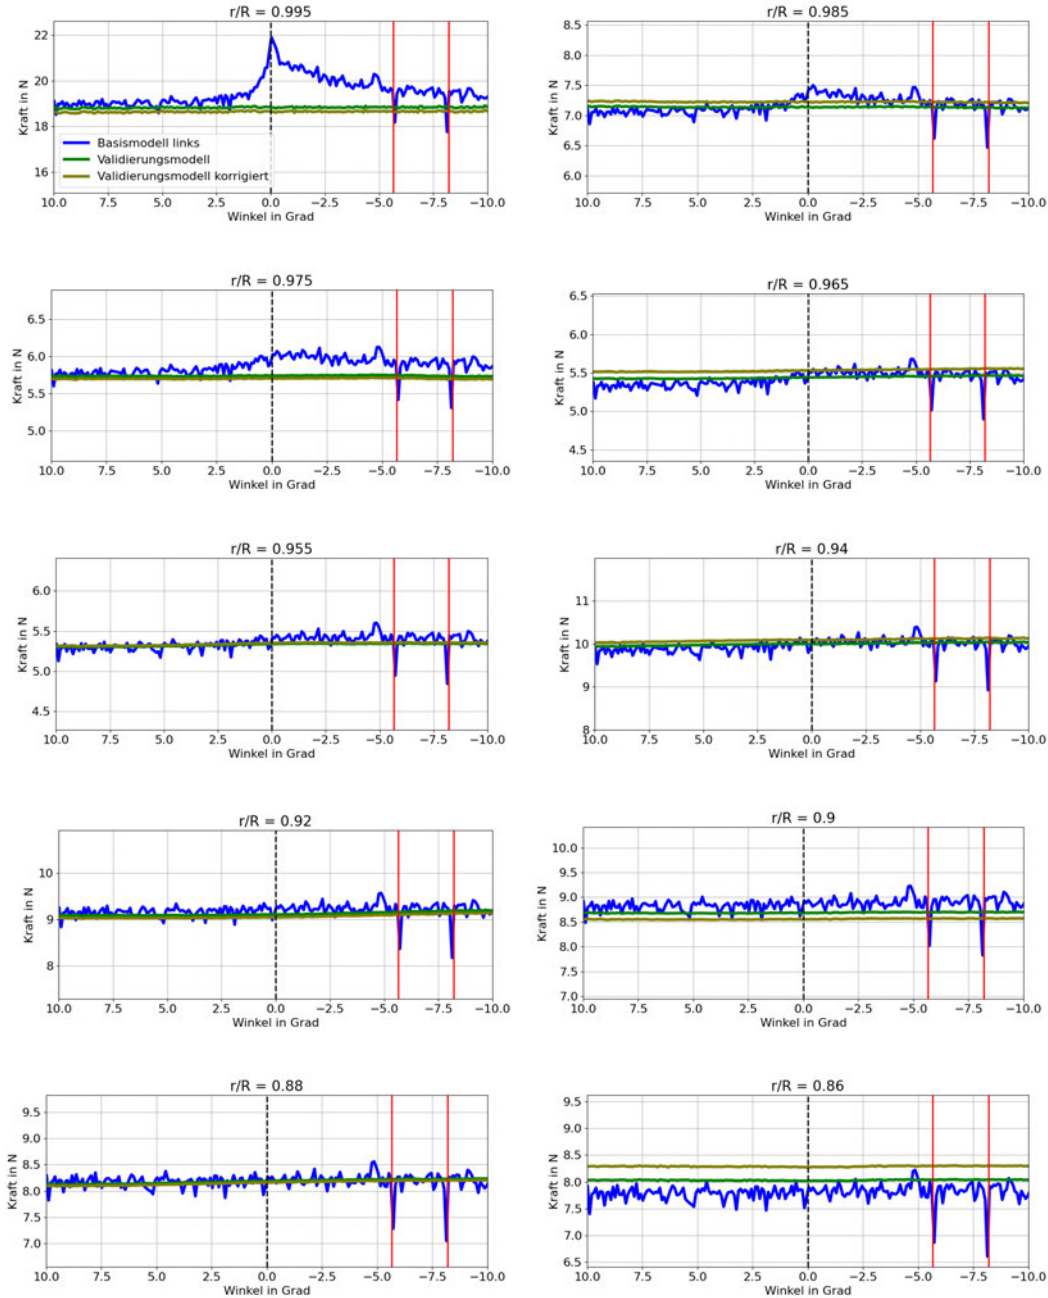 r/R = 0.995
Kraft in N
22
20
18
16
Basismodell links
Validierungsmodell
Validierungsmodell korrigiert
10.0 7.5 5.0 2.5 0.0 −2.5 −5.0 −7.5 −10.0
Winkel in Grad
r/R = 0.985
Kraft in N
8.5
8.0
7.5
7.0
6.5
6.0
10.0 7.5 5.0 2.5 0.0 −2.5 −5.0 −7.5 −10.0
Winkel in Grad
r/R = 0.975
Kraft in N
6.5
6.0
5.5
5.0
10.0 7.5 5.0 2.5 0.0 −2.5 −5.0 −7.5 −10.0
Winkel in Grad
r/R = 0.965
Kraft in N
6.5
6.0
5.5
5.0
4.5
10.0 7.5 5.0 2.5 0.0 −2.5 −5.0 −7.5 −10.0
Winkel in Grad
r/R = 0.955
Kraft in N
6.0
5.5
5.0
4.5
10.0 7.5 5.0 2.5 0.0 −2.5 −5.0 −7.5 −10.0
Winkel in Grad
r/R = 0.94
Kraft in N
11
10
9
8
10.0 7.5 5.0 2.5 0.0 −2.5 −5.0 −7.5 −10.0
Winkel in Grad
r/R = 0.92
Kraft in N
10
9
8
10.0 7.5 5.0 2.5 0.0 −2.5 −5.0 −7.5 −10.0
Winkel in Grad
r/R = 0.9
Kraft in N
10.0
9.5
9.0
8.5
8.0
7.5
7.0
10.0 7.5 5.0 2.5 0.0 −2.5 −5.0 −7.5 −10.0
Winkel in Grad
r/R = 0.88
Kraft in N
9.5
9.0
8.5
8.0
7.5
7.0
10.0 7.5 5.0 2.5 0.0 −2.5 −5.0 −7.5 −10.0
Winkel in Grad
r/R = 0.86
Kraft in N
9.5
9.0
8.5
8.0
7.5
7.0
6.5
10.0 7.5 5.0 2.5 0.0 −2.5 −5.0 −7.5 −10.0
Winkel in Grad